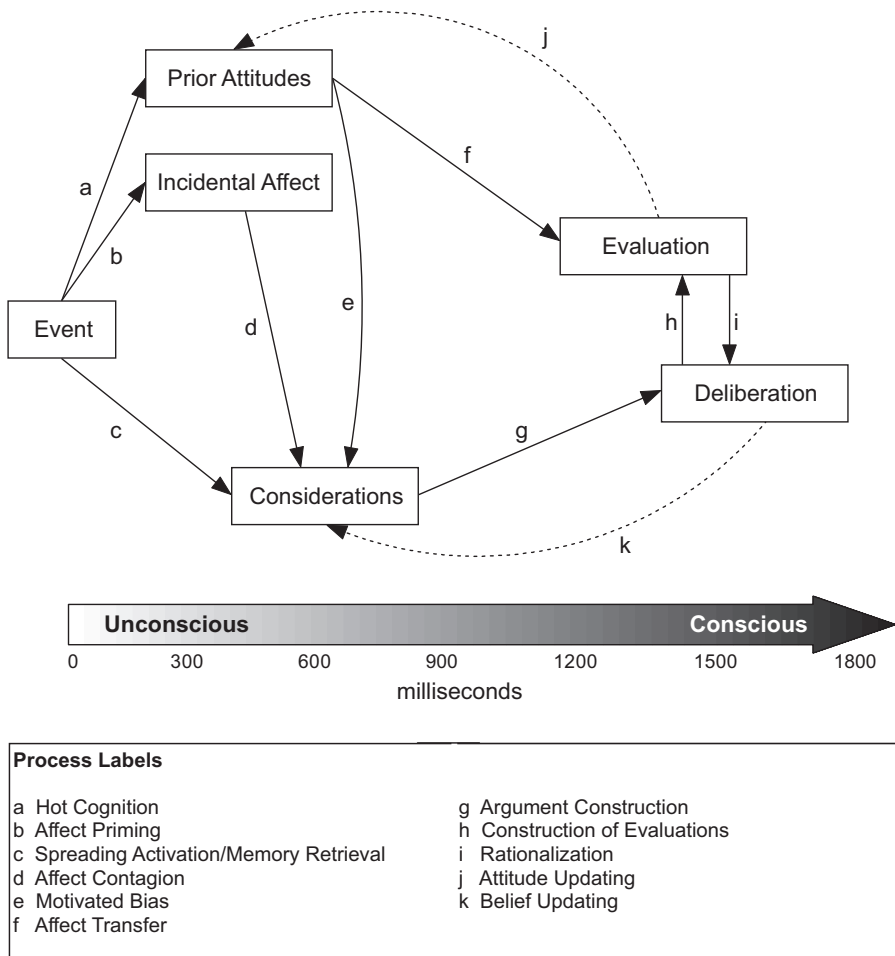 j
Prior Attitudes
f
a
Incidental Affect
Evaluation
b
e
Event
d
h
i
Deliberation
c
g
Considerations
k
Unconscious
Conscious
0 300 600 900 1200 1500 1800
milliseconds
Process Labels
a Hot Cognition
b Affect Priming
c Spreading Activation/Memory Retrieval
d Affect Contagion
e Motivated Bias
f Affect Transfer
g Argument Construction
h Construction of Evaluations
i Rationalization
j Attitude Updating
k Belief Updating